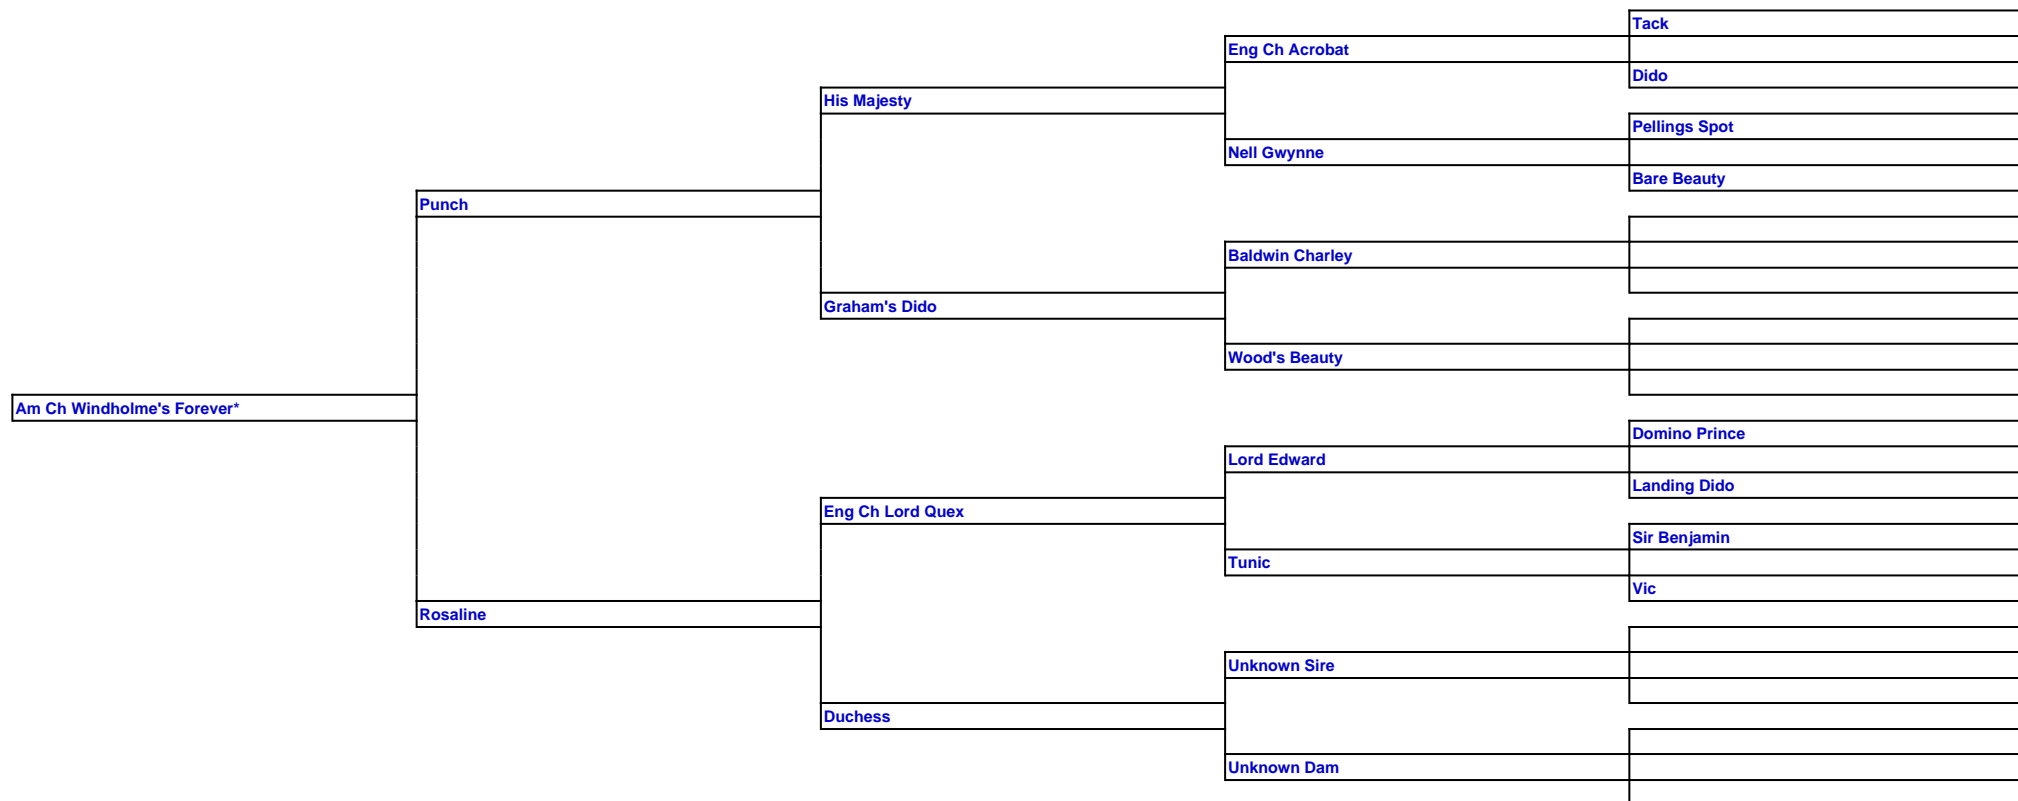 Tack
Eng Ch Acrobat
Dido
His Majesty
Pellings Spot
Nell Gwynne
Bare Beauty
Punch
Baldwin Charley
Graham's Dido
Wood's Beauty
Am Ch Windholme's Forever*
Domino Prince
Lord Edward
Landing Dido
Eng Ch Lord Quex
Sir Benjamin
Tunic
Vic
Rosaline
Unknown Sire
Duchess
Unknown Dam